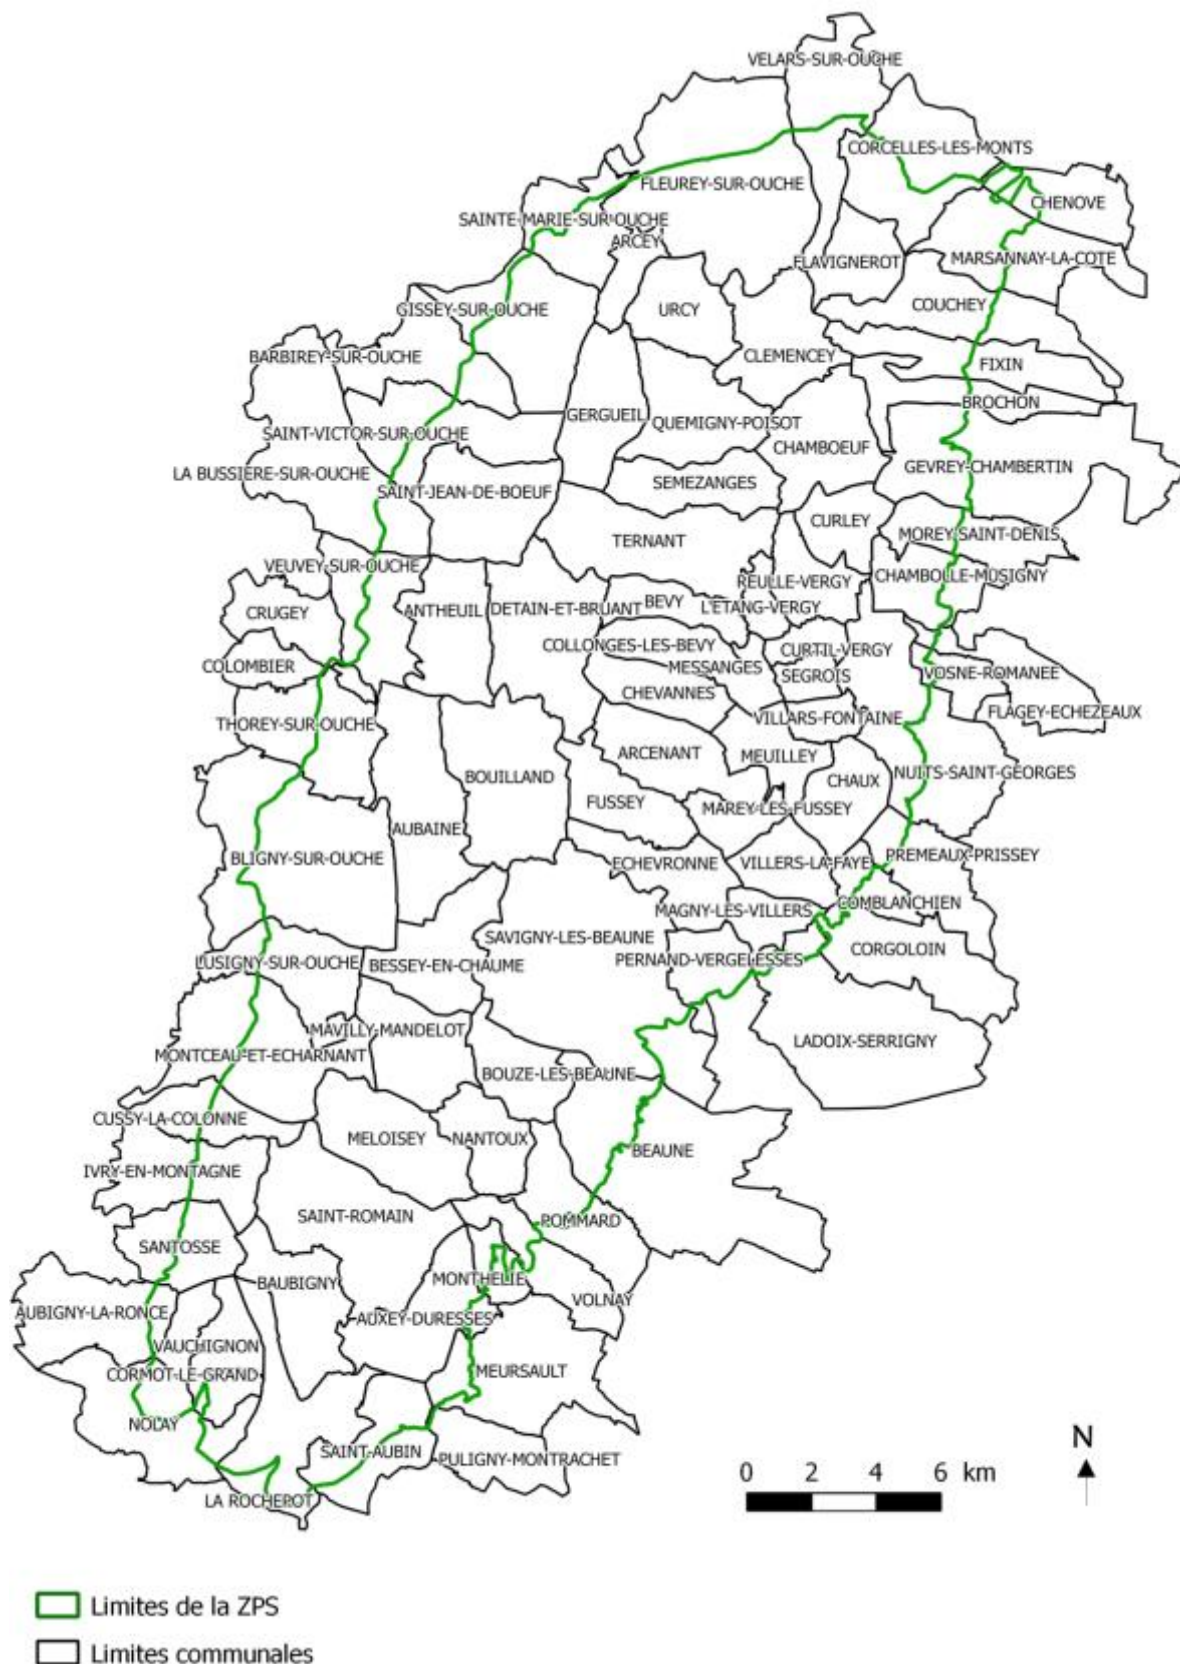 VELARS-SUR-OUCHE
CORCELLES-LES-MONTS
FLEUREY-SUR-OUCHE
CHENOVE
SAINTE-MARIE-SUR-OUCHE
ARCEY
FLAVIGNEROT
MARSANNAY-LA-COTE
COUCHEY
GISSEY-SUR-OUCHE
URCY
BARBIREY-SUR-OUCHE
CLEMENCEY
FIXIN
BROCHON
GERGUEIL
QUEMIGNY-POISOT
SAINT-VICTOR-SUR-OUCHE
CHAMBOEUF
GEVREY-CHAMBERTIN
LA BUSSIERE-SUR-OUCHE
SEMEZANGES
SAINT-JEAN-DE-BOEUF
CURLEY
MOREY-SAINT-DENIS
TERNANT
VEUVEY-SUR-OUCHE
CHAMBOLLE-MUSIGNY
REULLE-VERGY
CRUGEY
ANTHEUIL
DETAIN-ET-BRUANT
BEVY
L'ETANG-VERGY
COLLONGES-LES-BEVY
CURTIL-VERGY
COLOMBIER
MESSANGES
SEGROIS
VOSNE-ROMANEE
CHEVANNES
THOREY-SUR-OUCHE
VILLARS-FONTAINE
FLAGEY-ECHEZEAUX
ARCENANT
MEUILLEY
BOUILLAND
CHAUX
NUITS-SAINT-GEORGES
FUSSEY
MAREY-LES-FUSSEY
AUBAINE
BLIGNY-SUR-OUCHE
ECHEVRONNE
VILLERS-LA-FAYE
PREMEAUX-PRISSEY
MAGNY-LES-VILLERS
COMBLANCHIEN
SAVIGNY-LES-BEAUNE
CORGOLOIN
LUSIGNY-SUR-OUCHE
BESSEY-EN-CHAUME
PERNAND-VERGELESSES
MAVILLY-MANDELOT
LADOIX-SERRIGNY
MONTCEAU-ET-ECHARNANT
BOUZE-LES-BEAUNE
CUSSY-LA-COLONNE
MELOISEY
NANTOUX
BEAUNE
IVRY-EN-MONTAGNE
SAINT-ROMAIN
POMMARD
SANTOSSE
BAUBIGNY
MONTHELIE
VOLNAY
AUBIGNY-LA-RONCE
AUXEY-DURESSES
VAUCHIGNON
CORMOT-LE-GRAND
MEURSAULT
NOLAY
SAINT-AUBIN
PULIGNY-MONTRACHET
LA ROCHEPOT
N
0 2 4 6 km
Limites de la ZPS
Limites communales